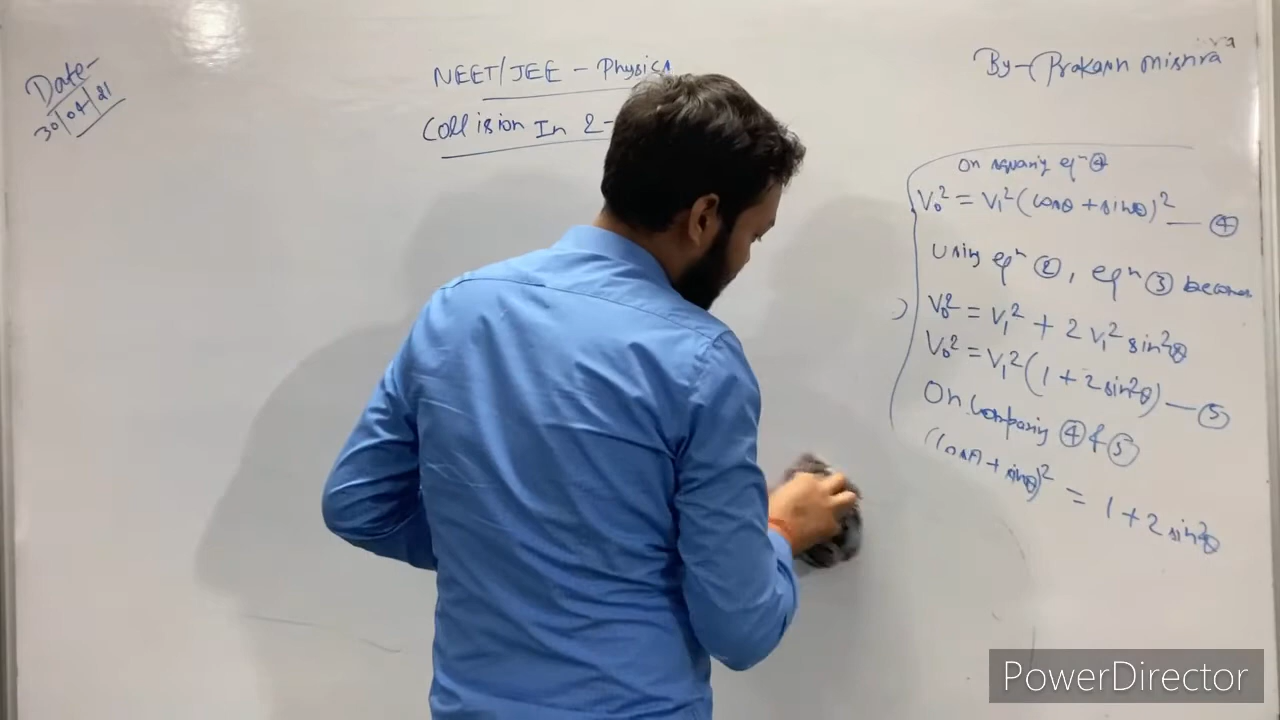 Date-
30/04/21
NEET/JEE - Physics
Collision In 2-
By- Prakash Mishra
On squaring eqⁿ ④
V₀² = V₁² (cosθ + sinθ)² — ④
Using eqⁿ ②, eqⁿ ③ becomes
V₀² = V₁² + 2 V₁² sin²θ
V₀² = V₁² (1 + 2 sin²θ) — ⑤
On Comparing ④ & ⑤
(cosθ + sinθ)² = 1 + 2 sin²θ
PowerDirector